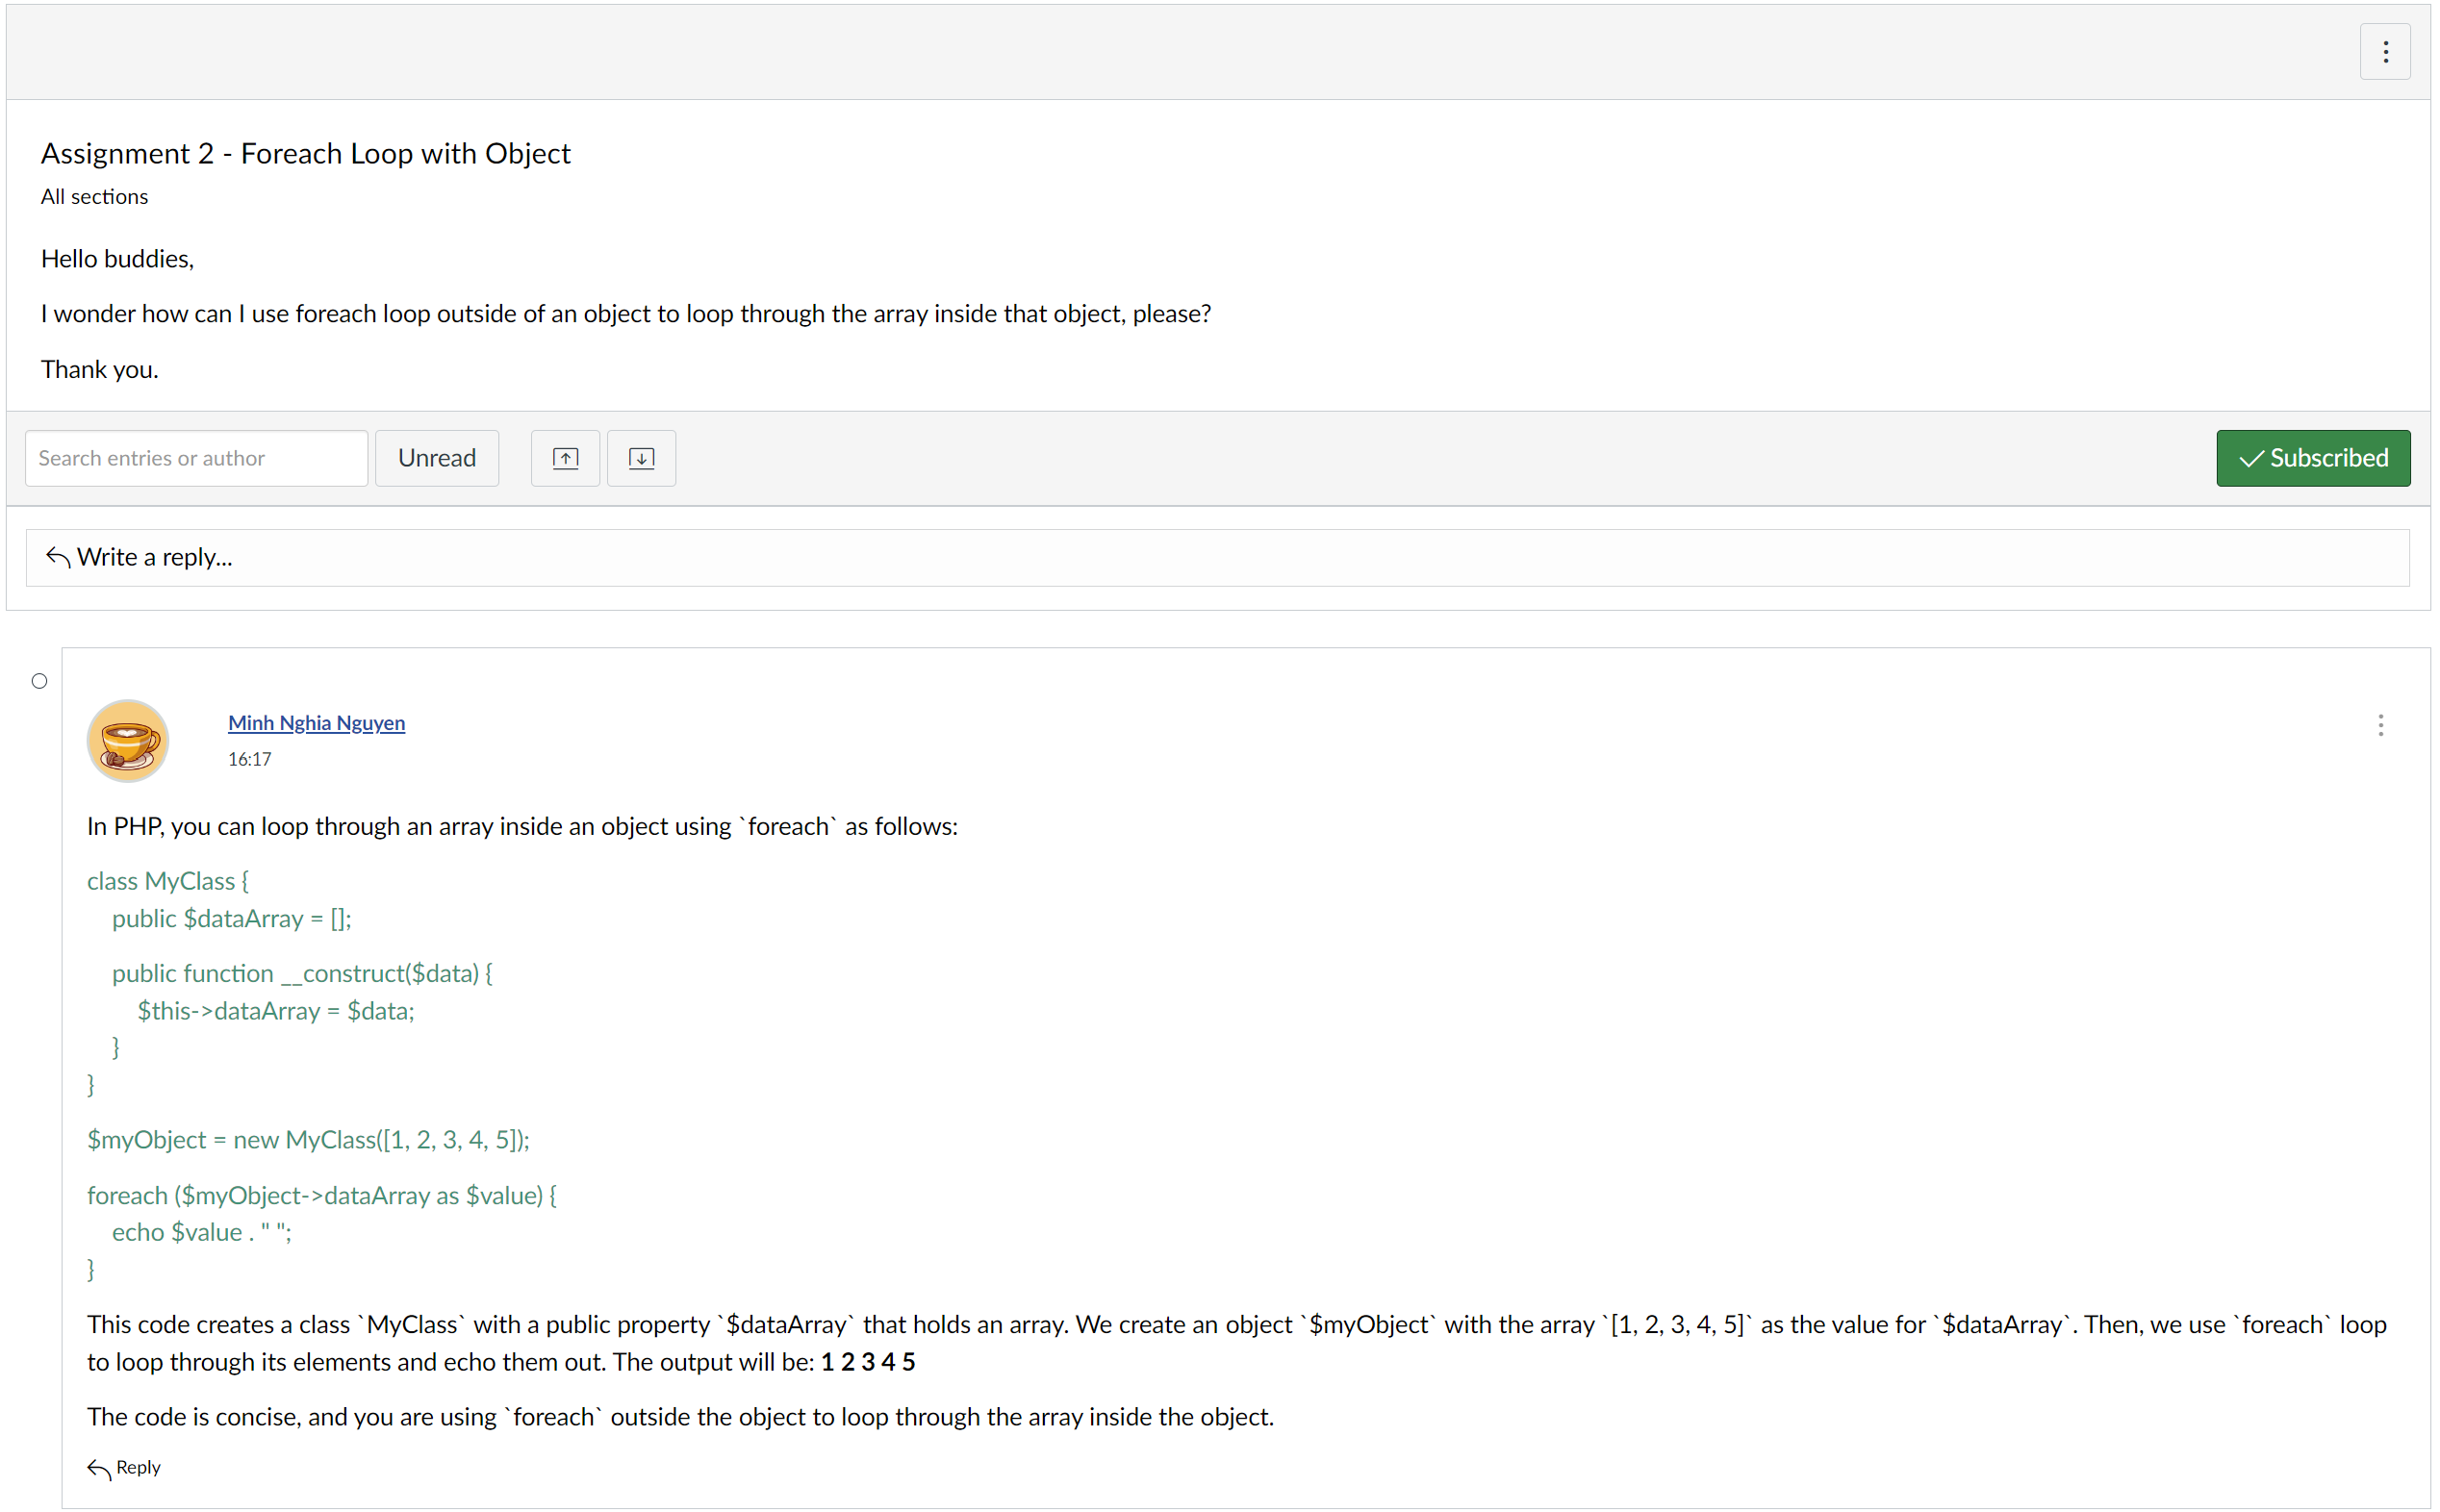 Assignment 2 - Foreach Loop with Object
All sections
Hello buddies,
I wonder how can I use foreach loop outside of an object to loop through the array inside that object, please?
Thank you.
Search entries or author
Unread
Subscribed
Write a reply...
Minh Nghia Nguyen
16:17
In PHP, you can loop through an array inside an object using `foreach` as follows:
class MyClass {
public $dataArray = [];
public function __construct($data) {
$this->dataArray = $data;
}
}
$myObject = new MyClass([1, 2, 3, 4, 5]);
foreach ($myObject->dataArray as $value) {
echo $value . " ";
}
This code creates a class `MyClass` with a public property `$dataArray` that holds an array. We create an object `$myObject` with the array `[1, 2, 3, 4, 5]` as the value for `$dataArray`. Then, we use `foreach` loop
to loop through its elements and echo them out. The output will be: 1 2 3 4 5
The code is concise, and you are using `foreach` outside the object to loop through the array inside the object.
Reply